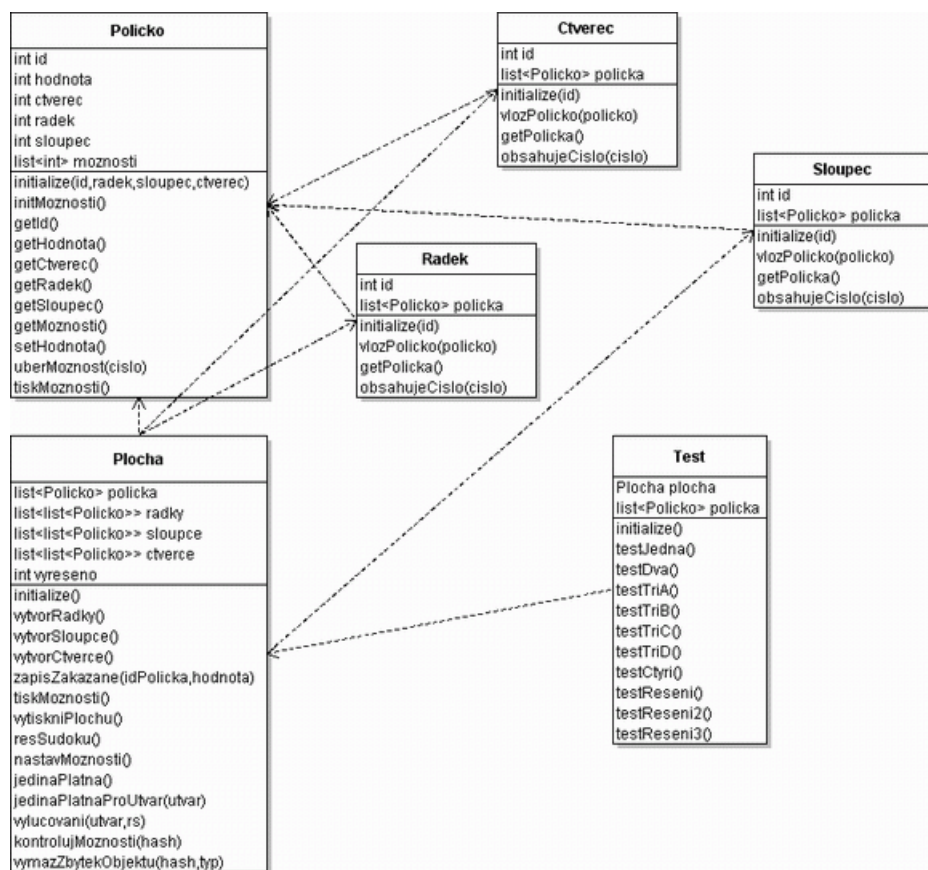 Policko
int id
int hodnota
int ctverec
int radek
int sloupec
list<int> moznosti
initialize(id,radek,sloupec,ctverec)
initMoznosti()
getId()
getHodnota()
getCtverec()
getRadek()
getSloupec()
getMoznosti()
setHodnota()
uberMoznost(cislo)
tiskMoznosti()
Ctverec
int id
list<Policko> policka
initialize(id)
vlozPolicko(policko)
getPolicka()
obsahujeCislo(cislo)
Sloupec
int id
list<Policko> policka
initialize(id)
vlozPolicko(policko)
getPolicka()
obsahujeCislo(cislo)
Radek
int id
list<Policko> policka
initialize(id)
vlozPolicko(policko)
getPolicka()
obsahujeCislo(cislo)
Plocha
list<Policko> policka
list<list<Policko>> radky
list<list<Policko>> sloupce
list<list<Policko>> ctverce
int vyreseno
initialize()
vytvorRadky()
vytvorSloupce()
vytvorCtverce()
zapisZakazane(idPolicka,hodnota)
tiskMoznosti()
vytiskniPlochu()
resSudoku()
nastavMoznosti()
jedinaPlatna()
jedinaPlatnaProUtvar(utvar)
vylucovani(utvar,rs)
kontrolujMoznosti(hash)
vymazZbytekObjektu(hash,typ)
Test
Plocha plocha
list<Policko> policka
initialize()
testJedna()
testDva()
testTriA()
testTriB()
testTriC()
testTriD()
testCtyri()
testReseni()
testReseni2()
testReseni3()